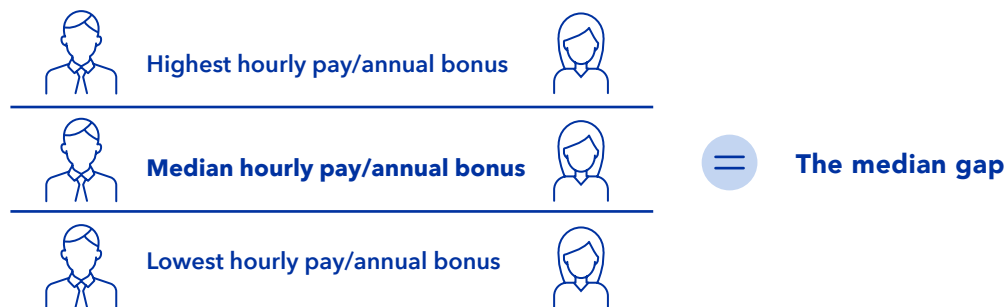 Highest hourly pay/annual bonus
Median hourly pay/annual bonus
The median gap
Lowest hourly pay/annual bonus